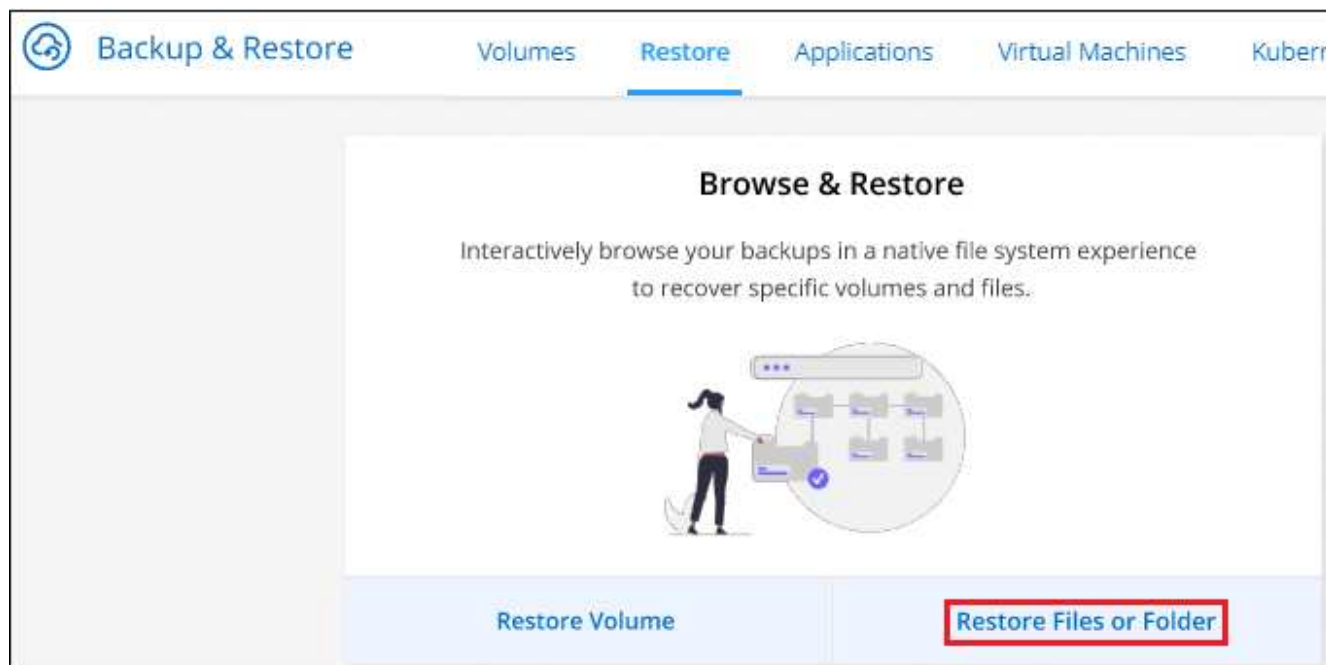 Backup & Restore
Volumes
Restore
Applications
Virtual Machines
Kubern
Browse & Restore
Interactively browse your backups in a native file system experience
to recover specific volumes and files.
Restore Volume
Restore Files or Folder